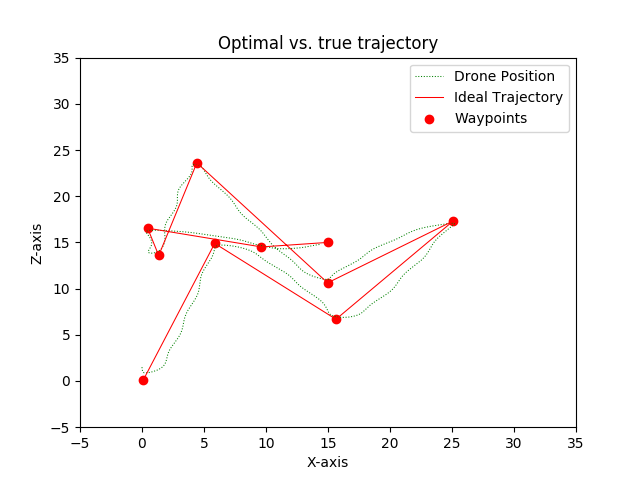 Optimal vs. true trajectory
Drone Position
Ideal Trajectory
Waypoints
Z-axis
35
30
25
20
15
10
5
0
−5
−5 0 5 10 15 20 25 30 35
X-axis